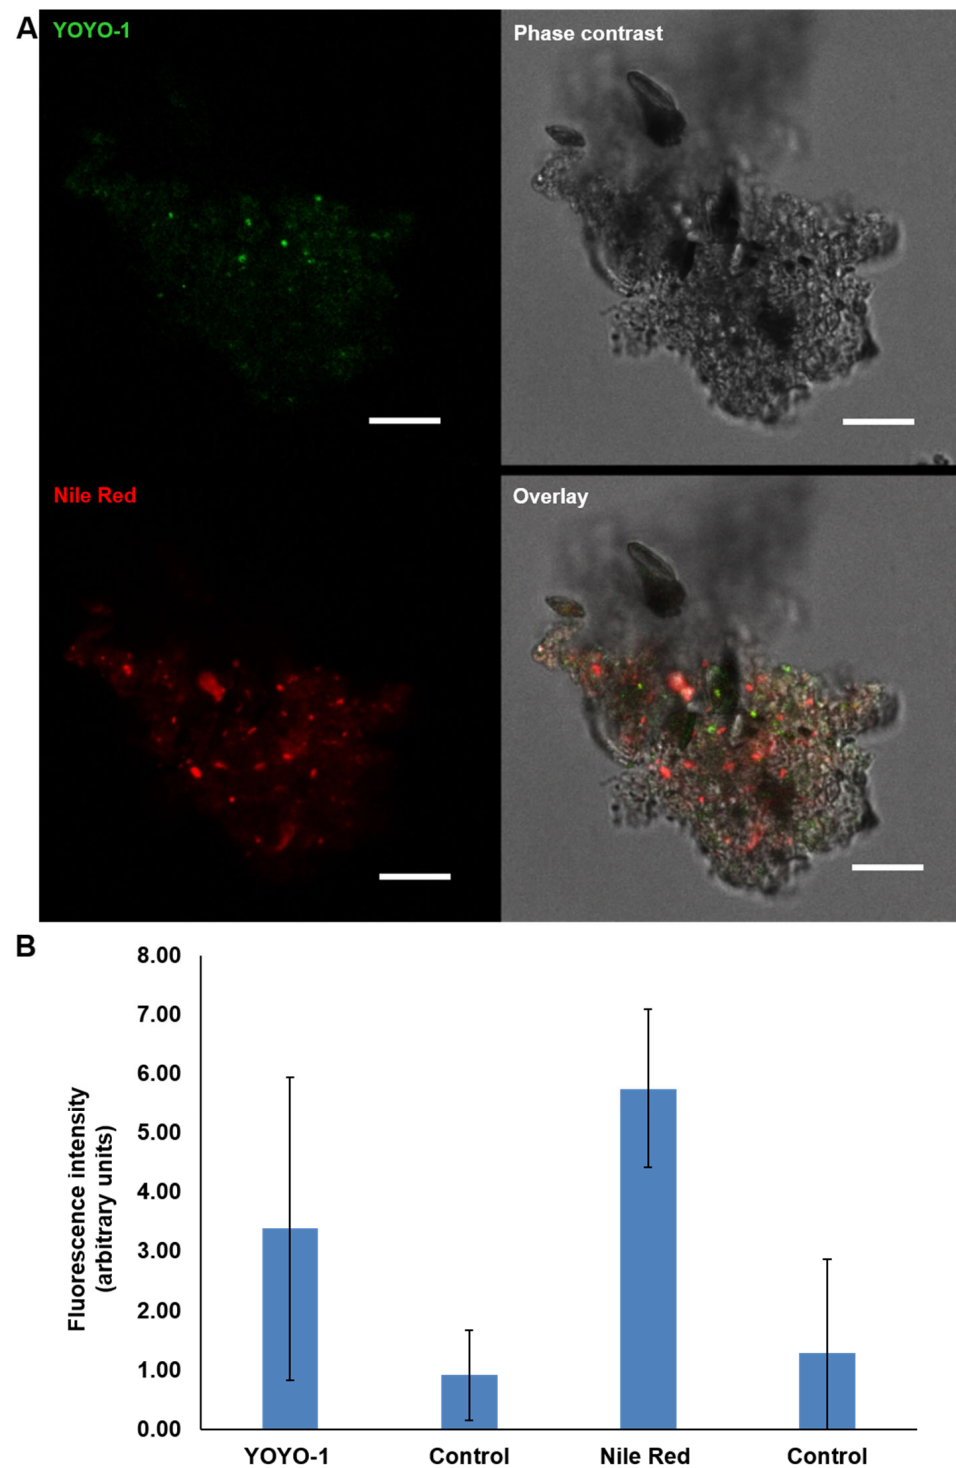 A
YOYO-1
Phase contrast
Nile Red
Overlay
B
8.00
7.00
6.00
5.00
4.00
3.00
2.00
1.00
0.00
Fluorescence intensity
(arbitrary units)
YOYO-1
Control
Nile Red
Control